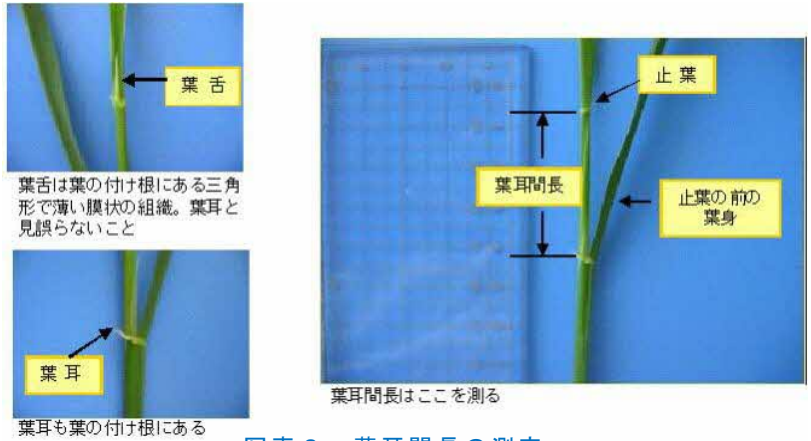 葉舌
葉舌は葉の付け根にある三角
形で薄い膜状の組織。葉耳と
見誤らないこと
葉耳
葉耳も葉の付け根にある
止葉
葉耳間長
止葉の前の
葉身
葉耳間長はここを測る